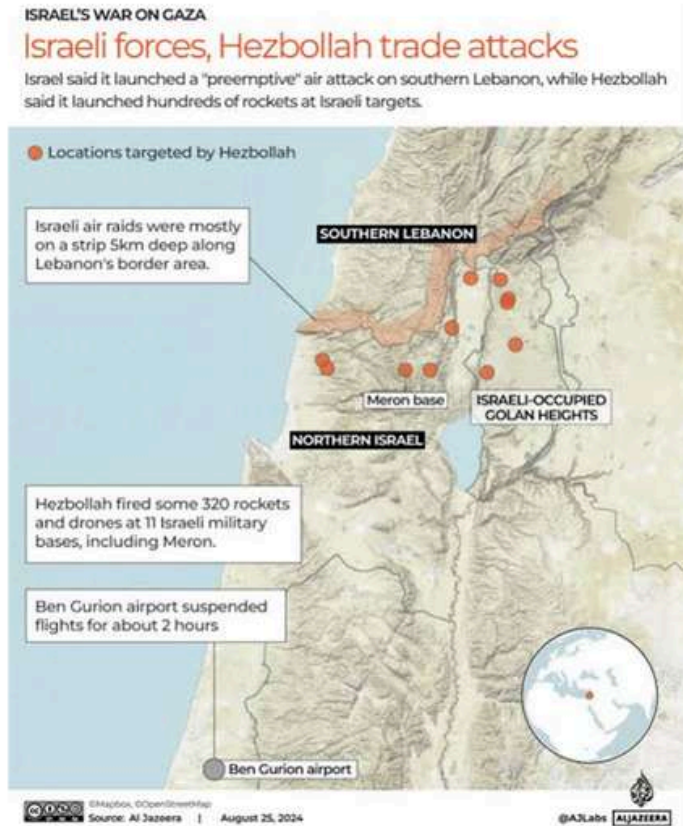 ISRAEL'S WAR ON GAZA
Israeli forces, Hezbollah trade attacks
Israel said it launched a "preemptive" air attack on southern Lebanon, while Hezbollah
said it launched hundreds of rockets at Israeli targets.
Locations targeted by Hezbollah
Israeli air raids were mostly
on a strip 5km deep along
Lebanon's border area.
SOUTHERN LEBANON
Meron base
ISRAELI-OCCUPIED
GOLAN HEIGHTS
NORTHERN ISRAEL
Hezbollah fired some 320 rockets
and drones at 11 Israeli military
bases, including Meron.
Ben Gurion airport suspended
flights for about 2 hours
Ben Gurion airport
©Mapbox, ©OpenStreetMap
Source: Al Jazeera | August 25, 2024
@AJLabs ALJAZEERA